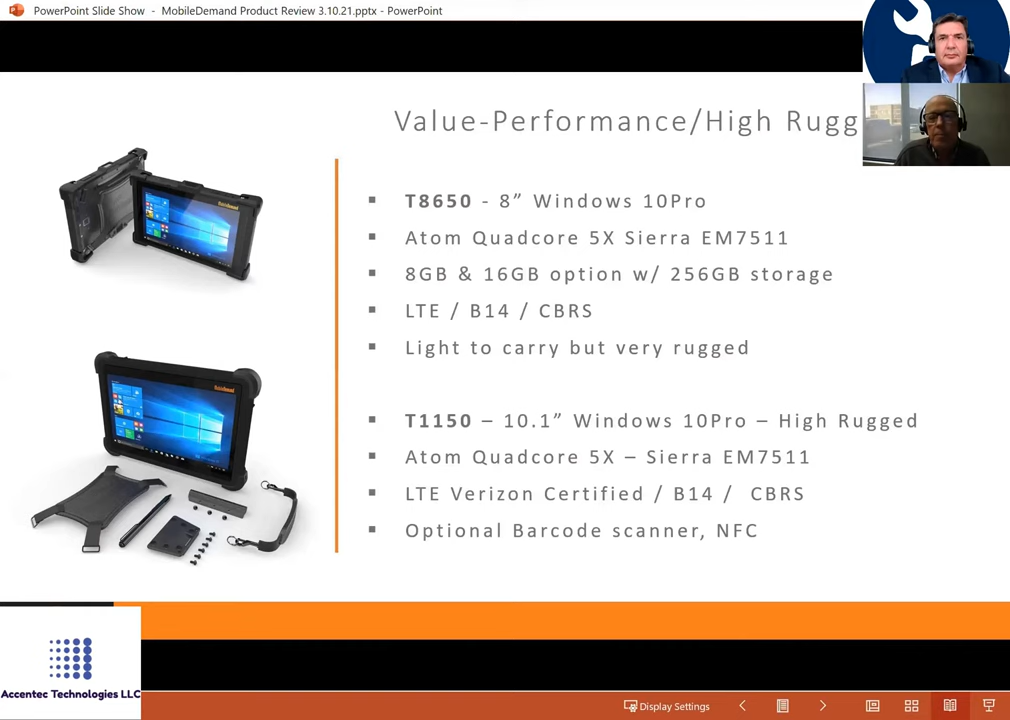 PowerPoint Slide Show - MobileDemand Product Review 3.10.21.pptx - PowerPoint
Value-Performance/High Rugg
▪ T8650 - 8” Windows 10Pro
▪ Atom Quadcore 5X Sierra EM7511
▪ 8GB & 16GB option w/ 256GB storage
▪ LTE / B14 / CBRS
▪ Light to carry but very rugged
▪ T1150 – 10.1” Windows 10Pro – High Rugged
▪ Atom Quadcore 5X – Sierra EM7511
▪ LTE Verizon Certified / B14 / CBRS
▪ Optional Barcode scanner, NFC
Accentec Technologies LLC
Display Settings